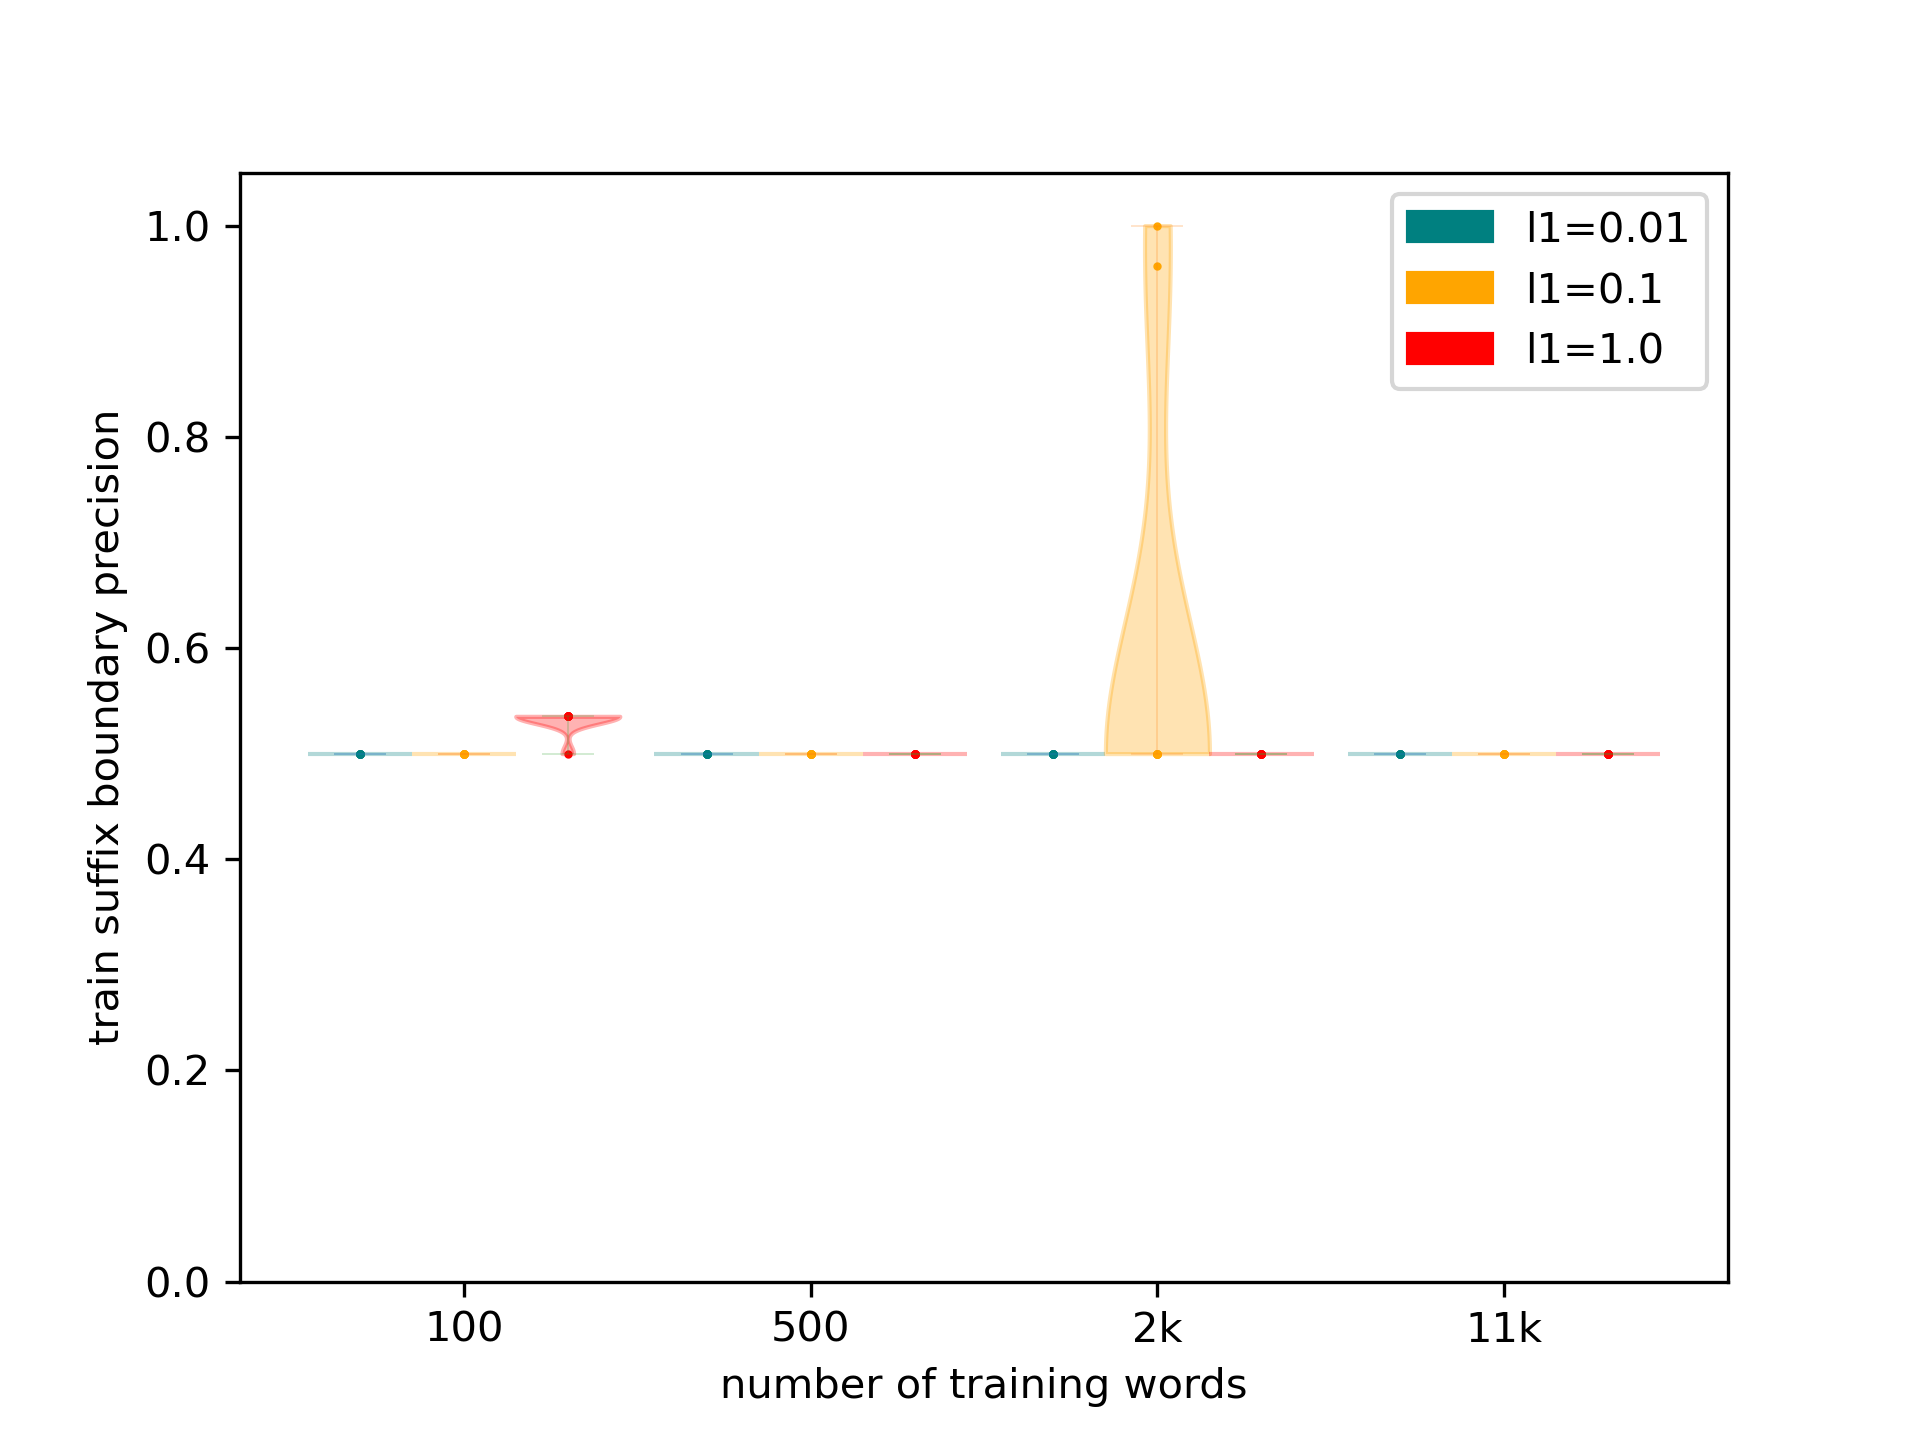 l1=0.01
l1=0.1
l1=1.0
train suffix boundary precision
1.0
0.8
0.6
0.4
0.2
0.0
100 500 2k 11k
number of training words